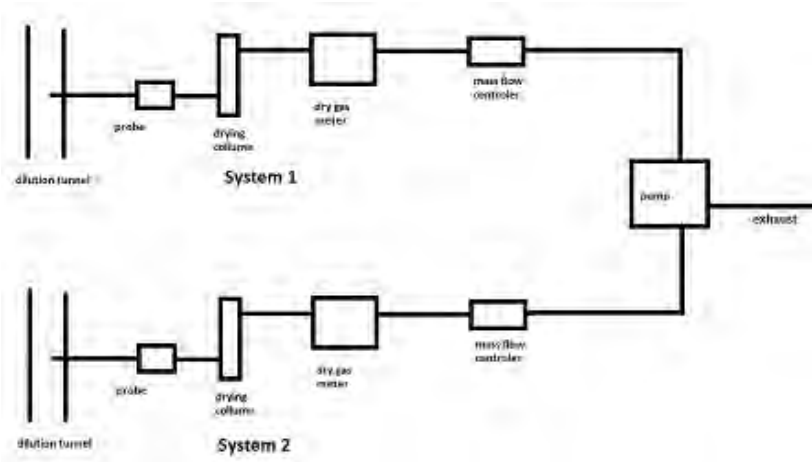 mass flow
controler
dry gas
meter
probe
drying
collumn
dilution tunnel
System 1
pump
exhaust
mass flow
controler
dry gas
meter
probe
drying
collumn
dilution tunnel
System 2